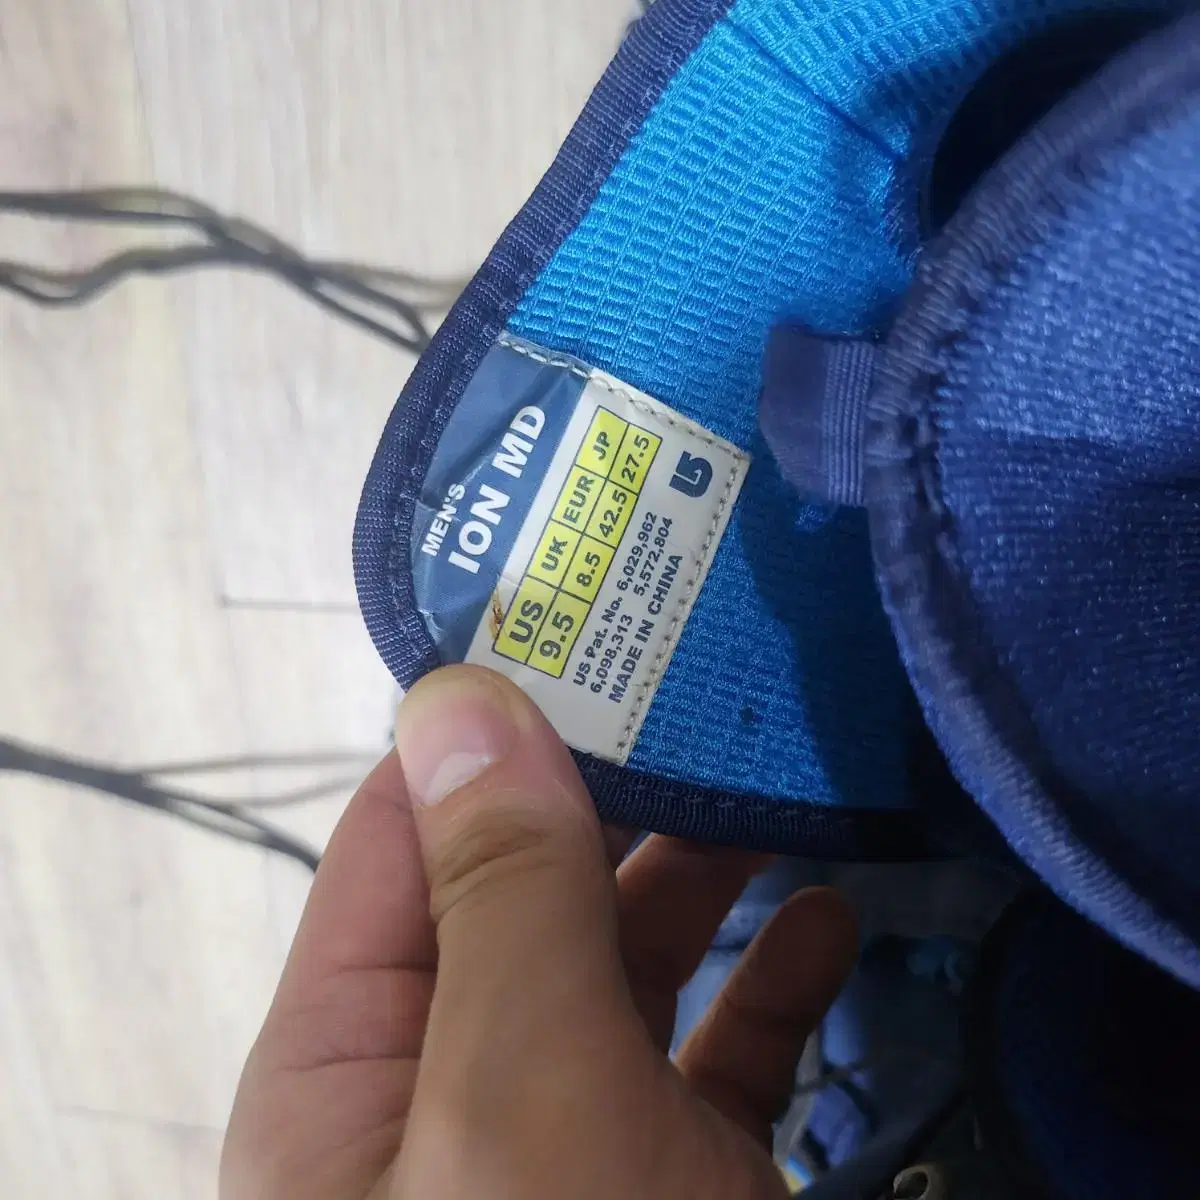 MEN'S
ION MD
US UK EUR JP
9.5 8.5 42.5 27.5
US Pat. No. 6,029,962
6,098,313 5,572,804
MADE IN CHINA